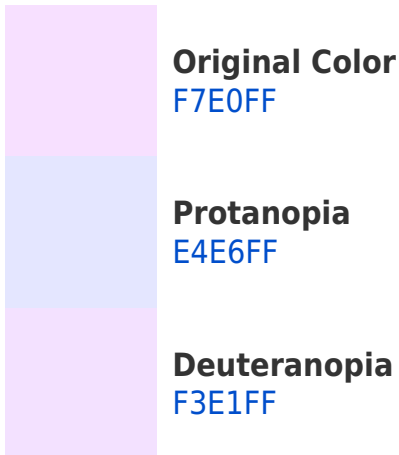 Original Color
F7E0FF
Protanopia
E4E6FF
Deuteranopia
F3E1FF